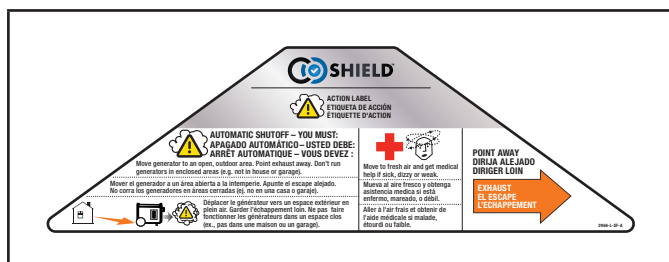 CO SHIELD
ACTION LABEL
ETIQUETA DE ACCIÓN
ÉTIQUETTE D'ACTION
AUTOMATIC SHUTOFF – YOU MUST:
APAGADO AUTOMÁTICO – USTED DEBE:
ARRÊT AUTOMATIQUE – VOUS DEVEZ :
Move generator to an open, outdoor area. Point exhaust away. Don't run
generators in enclosed areas (e.g. not in house or garage).
Mover el generador a un área abierta a la intemperie. Apunte el escape alejado.
No corra los generadores en áreas cerradas (ej, no en una casa o garaje).
Déplacer le générateur vers un espace extérieur en
plein air. Garder l'échappement loin. Ne pas faire
fonctionner les générateurs dans un espace clos
(ex., pas dans une maison ou un garage).
Move to fresh air and get medical
help if sick, dizzy or weak.
Mueva al aire fresco y obtenga
asistencia medica si está
enfermo, mareado, o débil.
Aller à l'air frais et obtenir de
l'aide médicale si malade,
étourdi ou faible.
POINT AWAY
DIRIJA ALEJADO
DIRIGER LOIN
EXHAUST
EL ESCAPE
L'ECHAPPEMENT